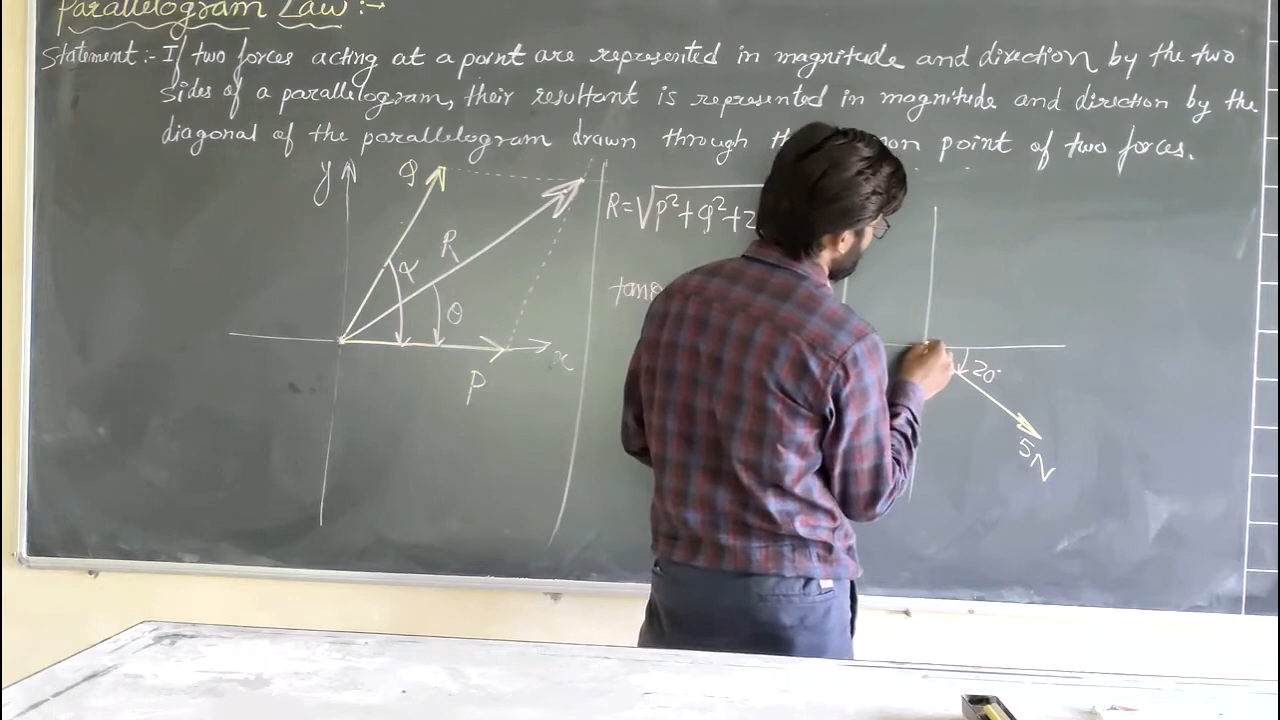 Parallelogram Law :-
Statement :- If two forces acting at a point are represented in magnitude and direction by the two
sides of a parallelogram, their resultant is represented in magnitude and direction by the
diagonal of the parallelogram drawn through point of two forces.
y Q
R = √P²+Q²+2
R
α
θ
tan
20°
x
P
5N